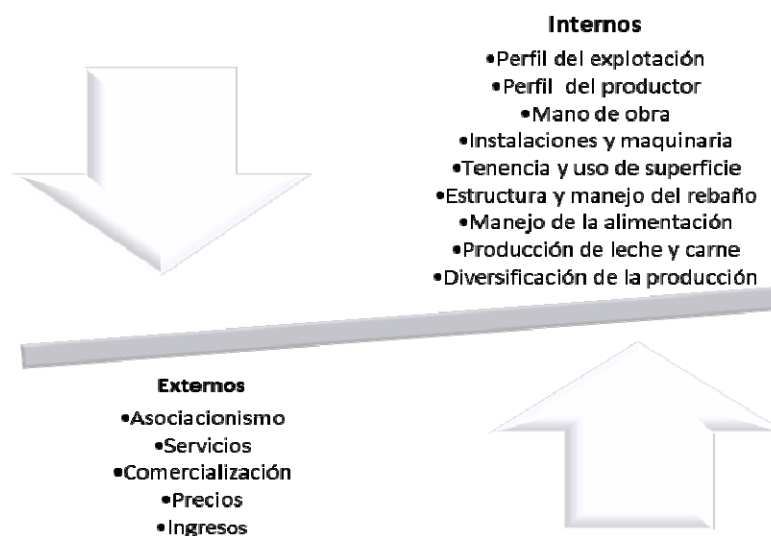 Internos
•Perfil del explotación
•Perfil del productor
•Mano de obra
•Instalaciones y maquinaria
•Tenencia y uso de superficie
•Estructura y manejo del rebaño
•Manejo de la alimentación
•Producción de leche y carne
•Diversificación de la producción
Externos
•Asociacionismo
•Servicios
•Comercialización
•Precios
•Ingresos